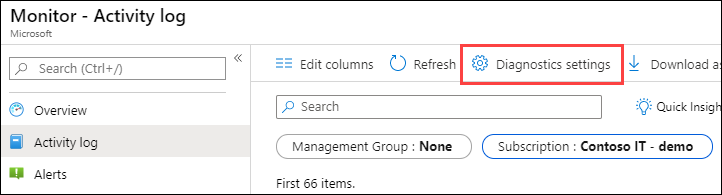 Monitor - Activity log
Microsoft
Search (Ctrl+/)
«
Overview
Activity log
Alerts
Edit columns
Refresh
Diagnostics settings
Download as
Search
Quick Insigh
Management Group : None
Subscription : Contoso IT - demo
First 66 items.